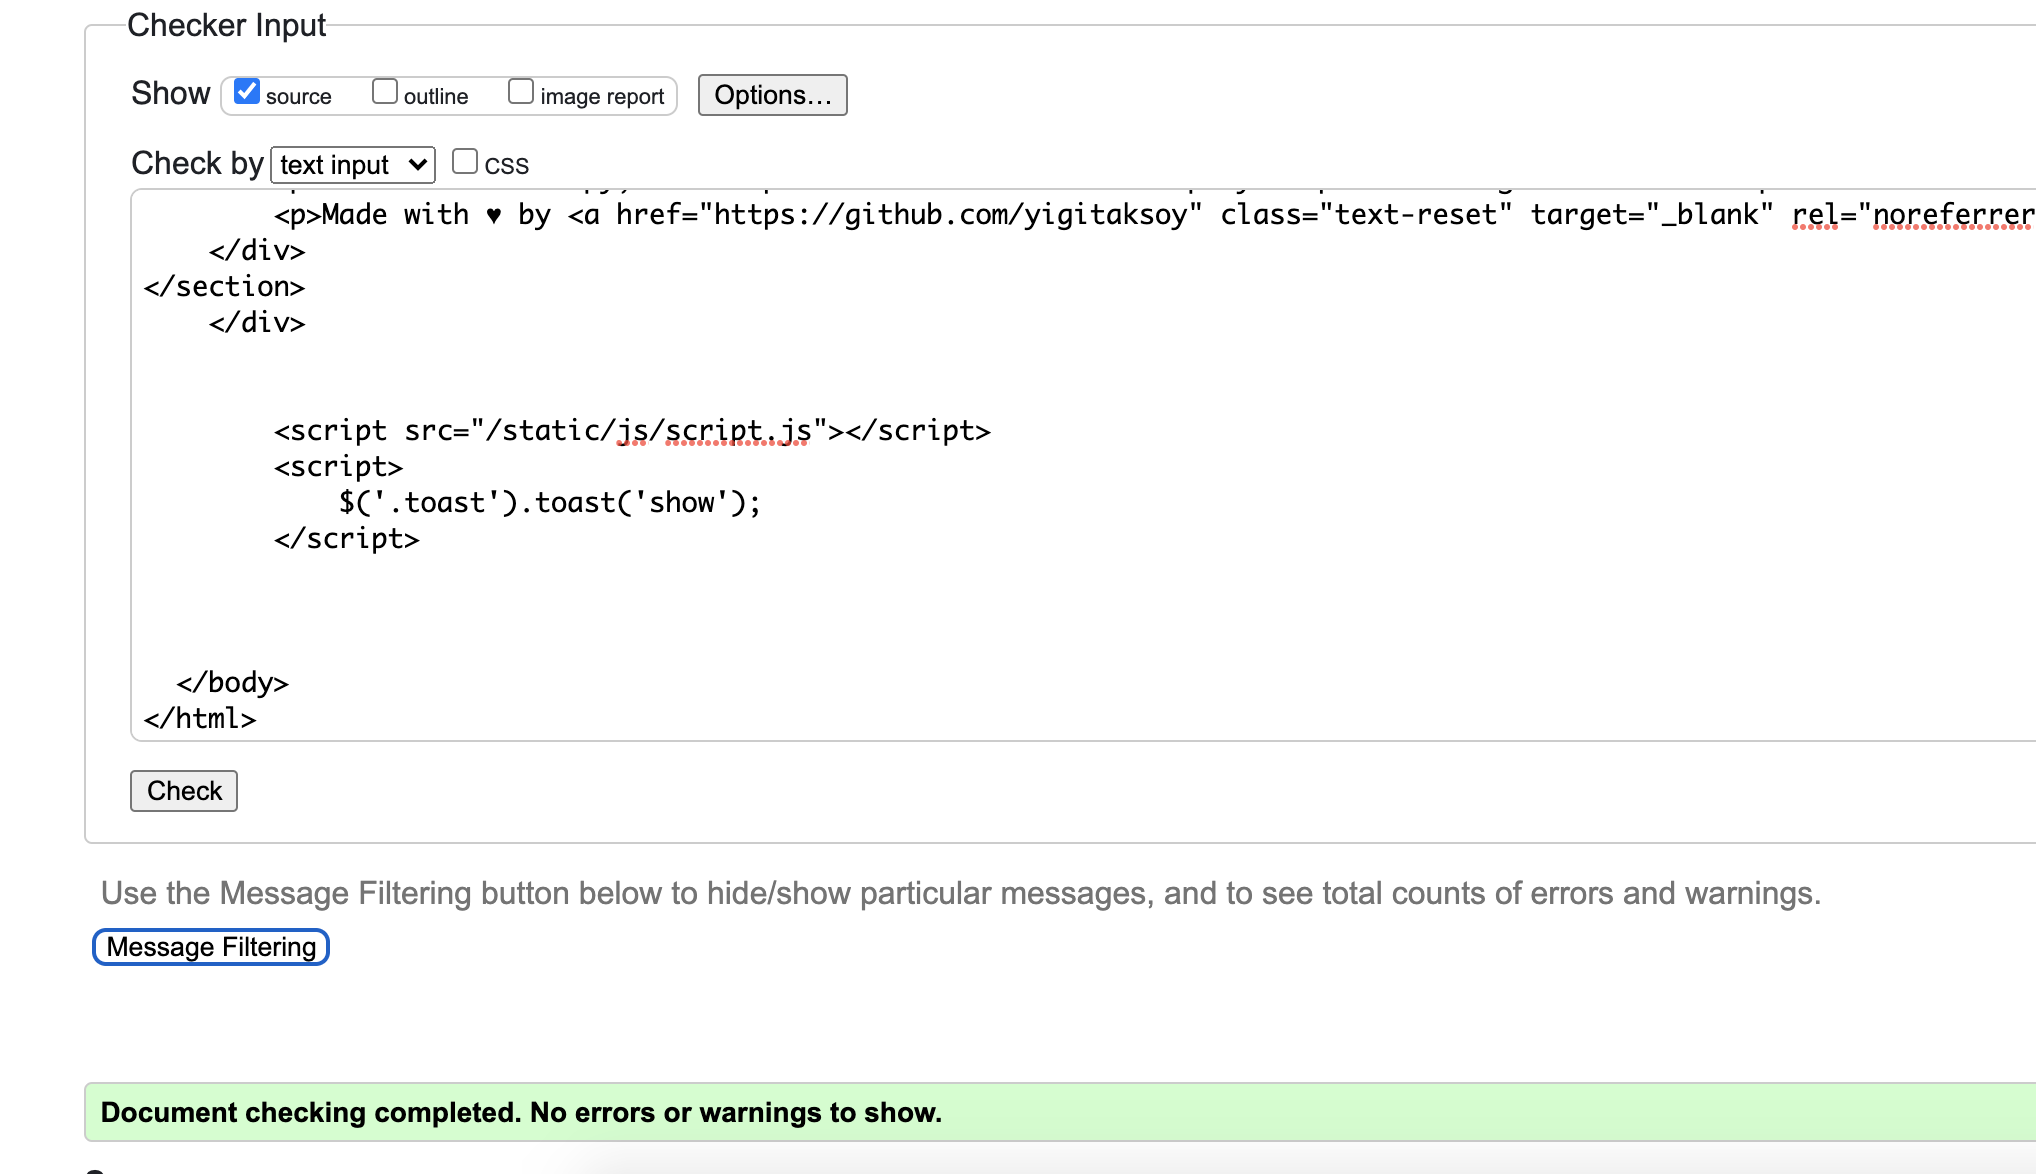 Checker Input
Show source outline image report Options...
Check by text input css
<p>Made with ♥ by <a href="https://github.com/yigitaksoy" class="text-reset" target="_blank" rel="noreferrer
</div>
</section>
</div>
<script src="/static/js/script.js"></script>
<script>
$('.toast').toast('show');
</script>
</body>
</html>
Check
Use the Message Filtering button below to hide/show particular messages, and to see total counts of errors and warnings.
Message Filtering
Document checking completed. No errors or warnings to show.